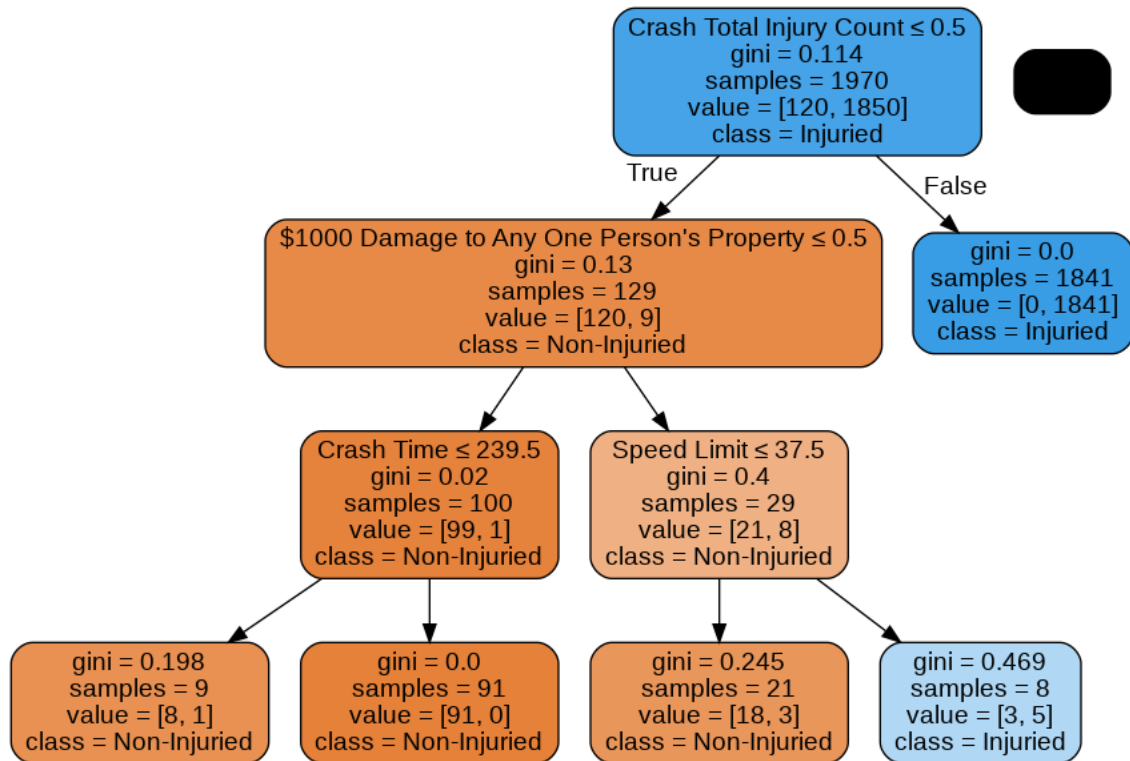 Crash Total Injury Count ≤ 0.5
gini = 0.114
samples = 1970
value = [120, 1850]
class = Injuried
True
False
$1000 Damage to Any One Person's Property ≤ 0.5
gini = 0.13
samples = 129
value = [120, 9]
class = Non-Injuried
gini = 0.0
samples = 1841
value = [0, 1841]
class = Injuried
Crash Time ≤ 239.5
gini = 0.02
samples = 100
value = [99, 1]
class = Non-Injuried
Speed Limit ≤ 37.5
gini = 0.4
samples = 29
value = [21, 8]
class = Non-Injuried
gini = 0.198
samples = 9
value = [8, 1]
class = Non-Injuried
gini = 0.0
samples = 91
value = [91, 0]
class = Non-Injuried
gini = 0.245
samples = 21
value = [18, 3]
class = Non-Injuried
gini = 0.469
samples = 8
value = [3, 5]
class = Injuried